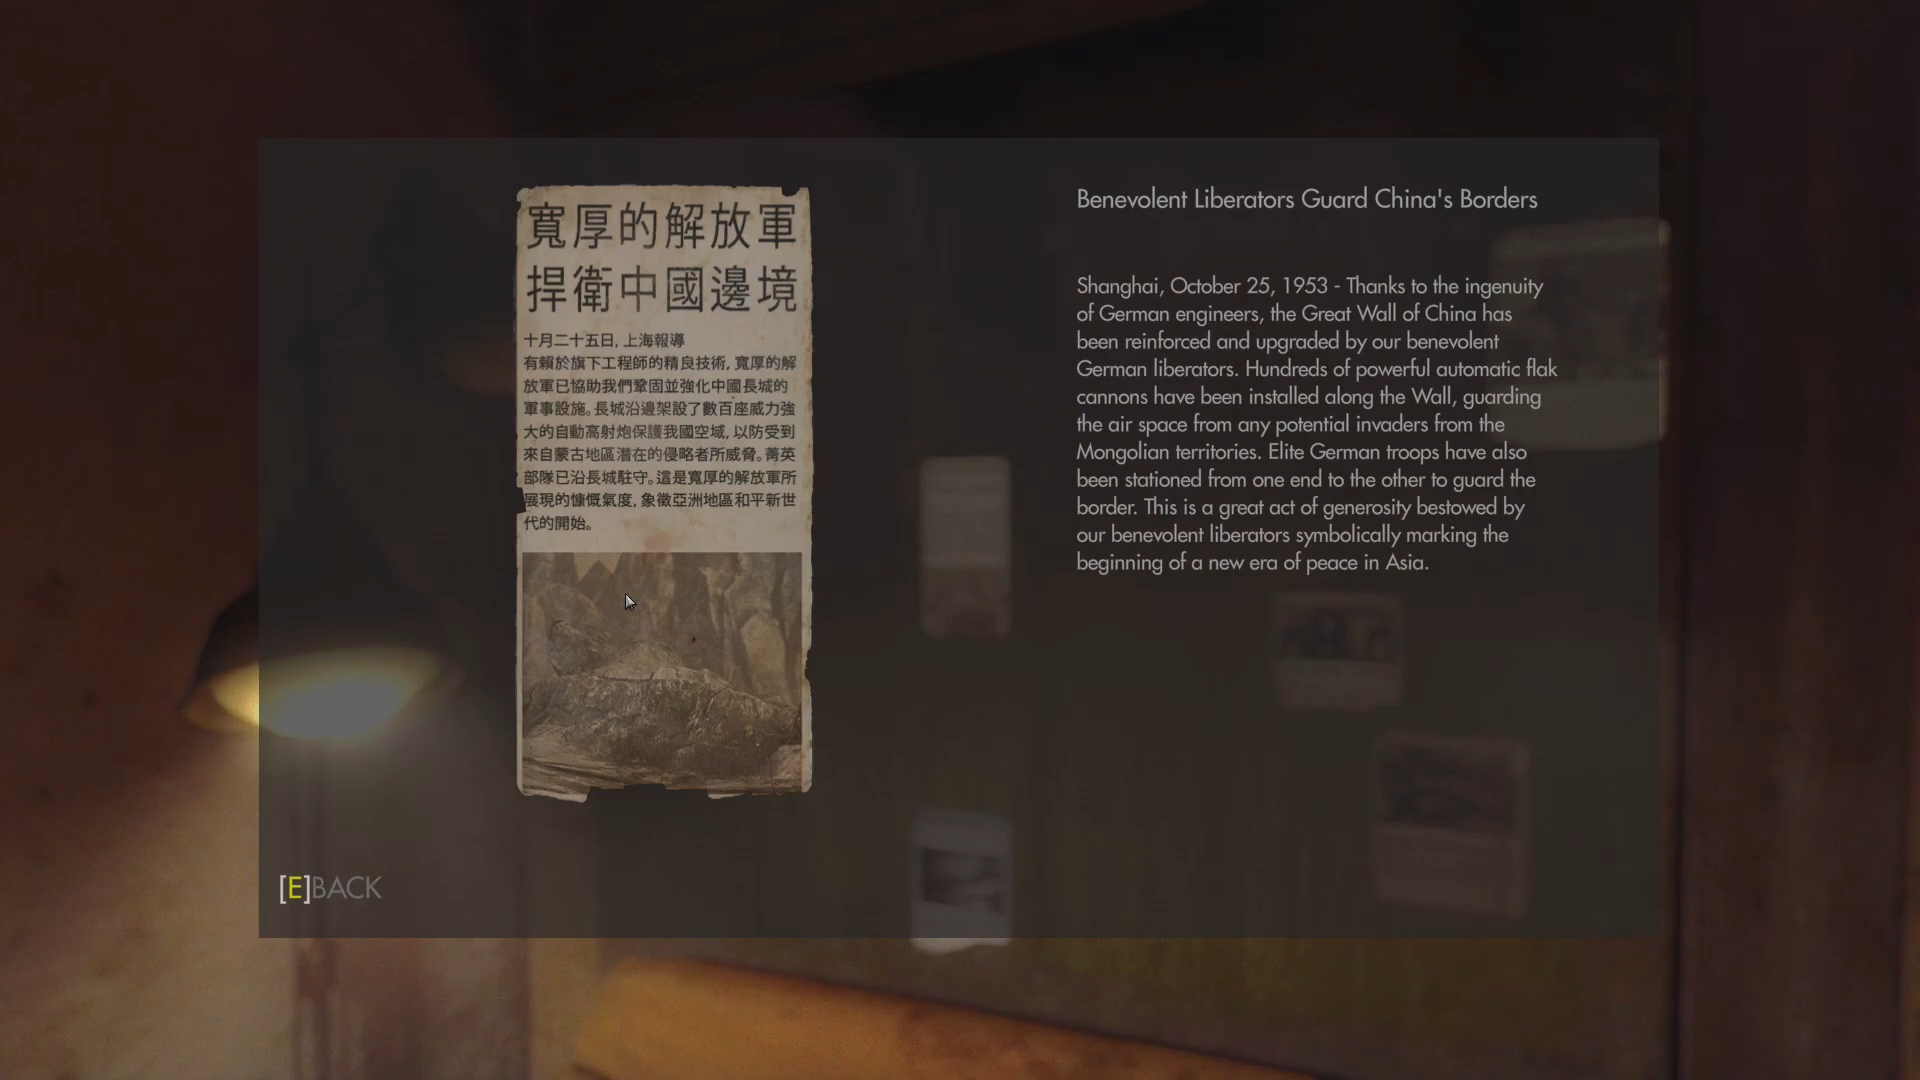 寬厚的解放軍
捍衛中國邊境
十月二十五日, 上海報導
有賴於旗下工程師的精良技術, 寬厚的解
放軍已協助我們鞏固並強化中國長城的
軍事設施。長城沿邊架設了數百座威力強
大的自動高射炮保護我國空域, 以防受到
來自蒙古地區潛在的侵略者所威脅。菁英
部隊已沿長城駐守。這是寬厚的解放軍所
展現的慷慨氣度, 象徵亞洲地區和平新世
代的開始。
Benevolent Liberators Guard China's Borders
Shanghai, October 25, 1953 - Thanks to the ingenuity
of German engineers, the Great Wall of China has
been reinforced and upgraded by our benevolent
German liberators. Hundreds of powerful automatic flak
cannons have been installed along the Wall, guarding
the air space from any potential invaders from the
Mongolian territories. Elite German troops have also
been stationed from one end to the other to guard the
border. This is a great act of generosity bestowed by
our benevolent liberators symbolically marking the
beginning of a new era of peace in Asia.
[E]BACK